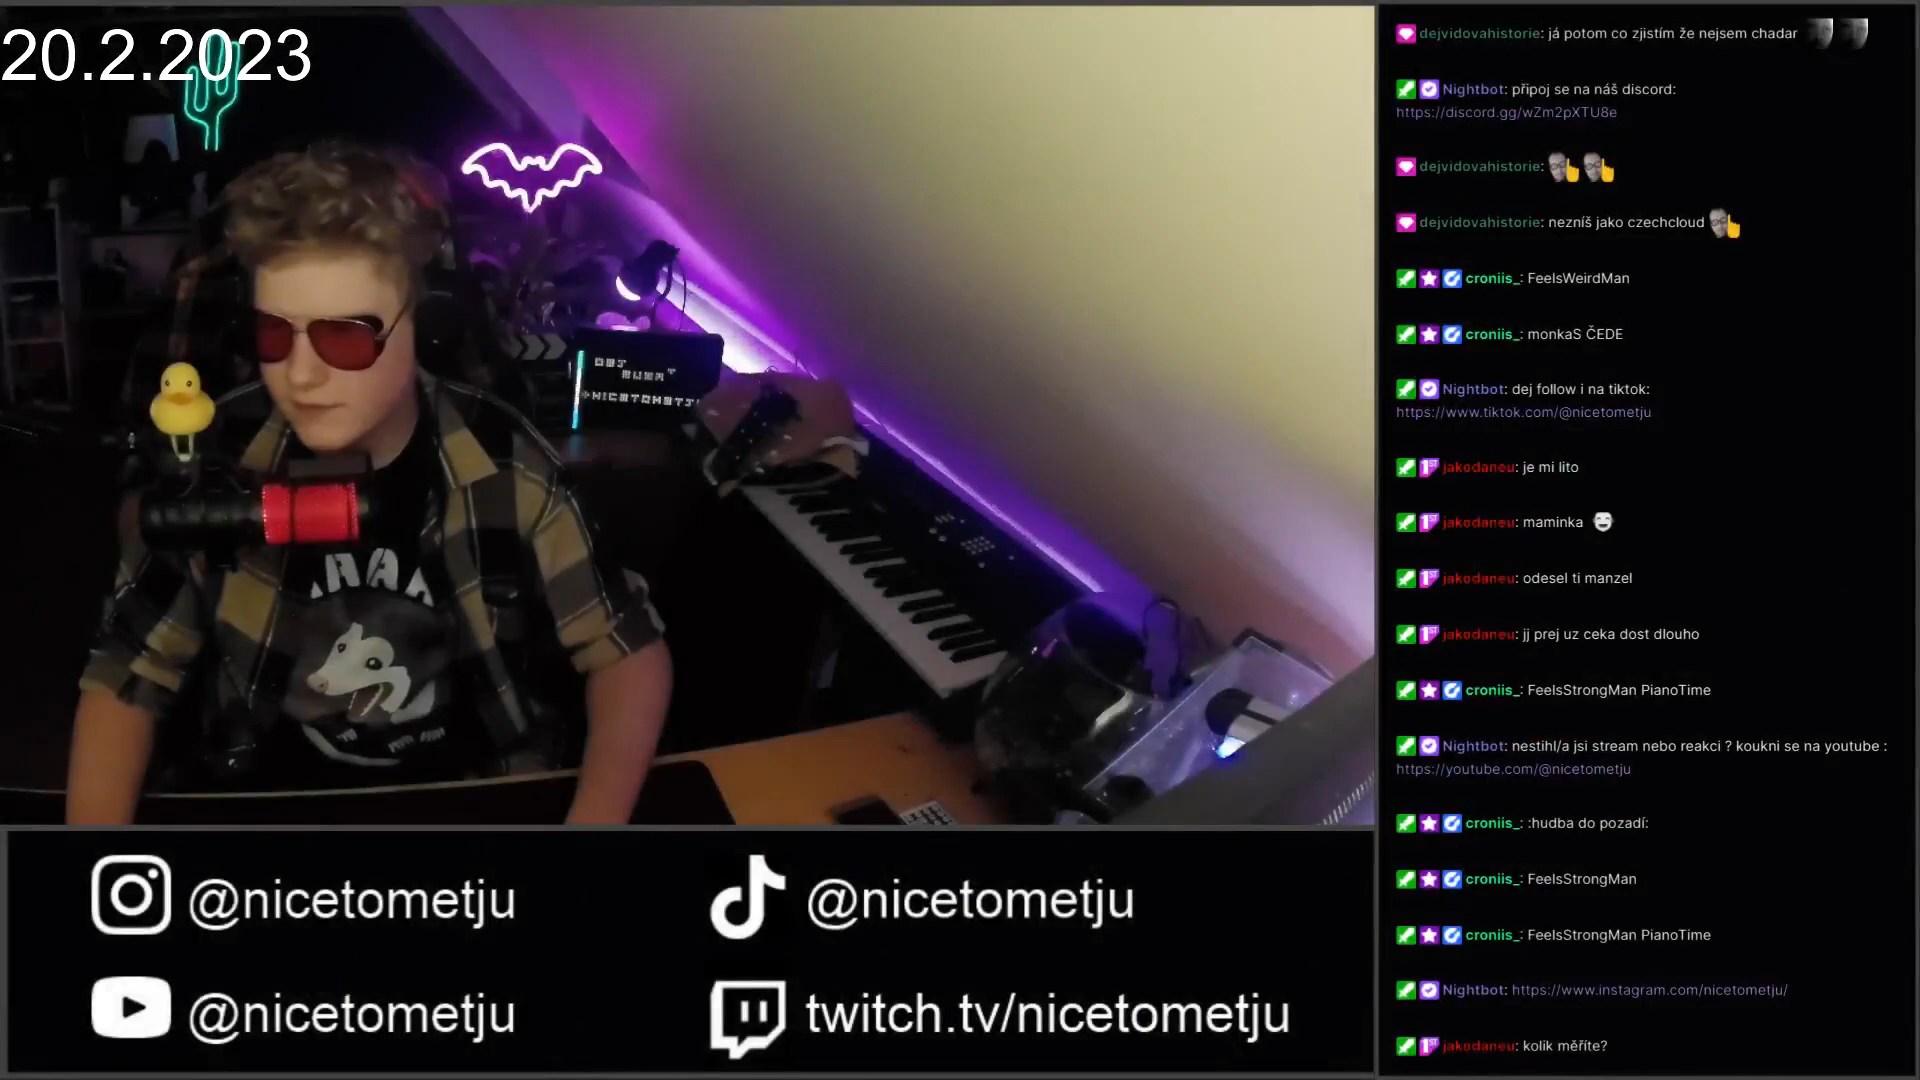 20.2.2023
@nicetometju
@nicetometju
@nicetometju
twitch.tv/nicetometju
dejvidovahistorie: já potom co zjistím že nejsem chadar
Nightbot: připoj se na náš discord:
https://discord.gg/wZm2pXTU8e
dejvidovahistorie:
dejvidovahistorie: nezníš jako czechcloud
croniis_: FeelsWeirdMan
croniis_: monkaS ČEDE
Nightbot: dej follow i na tiktok:
https://www.tiktok.com/@nicetometju
jakodaneu: je mi lito
jakodaneu: maminka
jakodaneu: odesel ti manzel
jakodaneu: jj prej uz ceka dost dlouho
croniis_: FeelsStrongMan PianoTime
Nightbot: nestihl/a jsi stream nebo reakci ? koukni se na youtube :
https://youtube.com/@nicetometju
croniis_: :hudba do pozadí:
croniis_: FeelsStrongMan
croniis_: FeelsStrongMan PianoTime
Nightbot: https://www.instagram.com/nicetometju/
jakodaneu: kolik měříte?